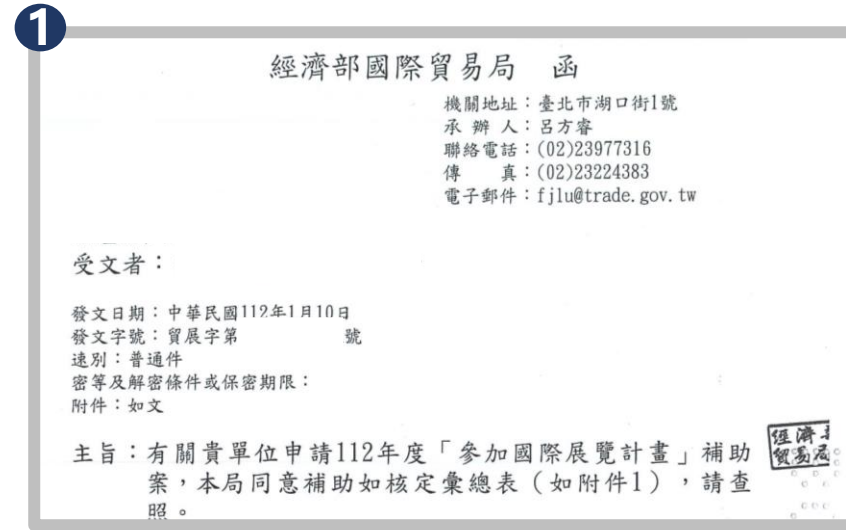 1
經濟部國際貿易局 函
機關地址：臺北市湖口街1號
承辦人：呂方睿
聯絡電話：(02)23977316
傳 真：(02)23224383
電子郵件：fjlu@trade.gov.tw
受文者：
發文日期：中華民國112年1月10日
發文字號：貿展字第 號
速別：普通件
密等及解密條件或保密期限：
附件：如文
主旨：有關貴單位申請112年度「參加國際展覽計畫」補助
案，本局同意補助如核定彙總表（如附件1），請查
照。
經濟
貿易局